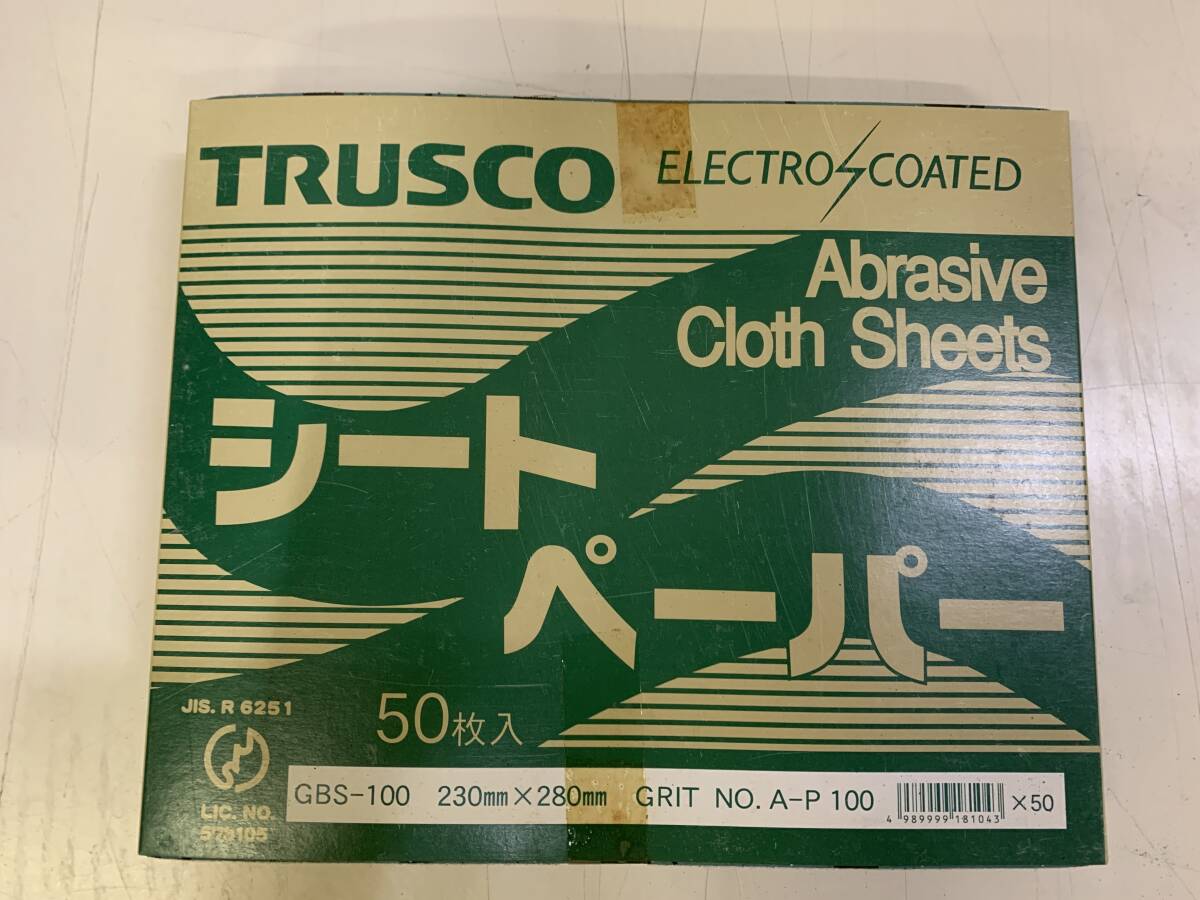 TRUSCO
ELECTRO COATED
Abrasive
Cloth Sheets
シート
ペーパー
JIS. R 6251
50枚入
LIC. NO.
GBS-100 230mm×280mm GRIT NO. A-P 100 ×50
4 989999 181043